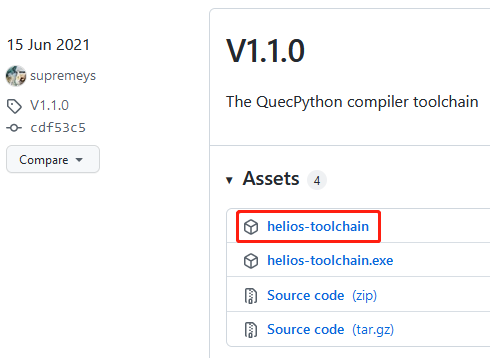 15 Jun 2021
supremeys
V1.1.0
cdf53c5
Compare
V1.1.0
The QuecPython compiler toolchain
Assets 4
helios-toolchain
helios-toolchain.exe
Source code (zip)
Source code (tar.gz)